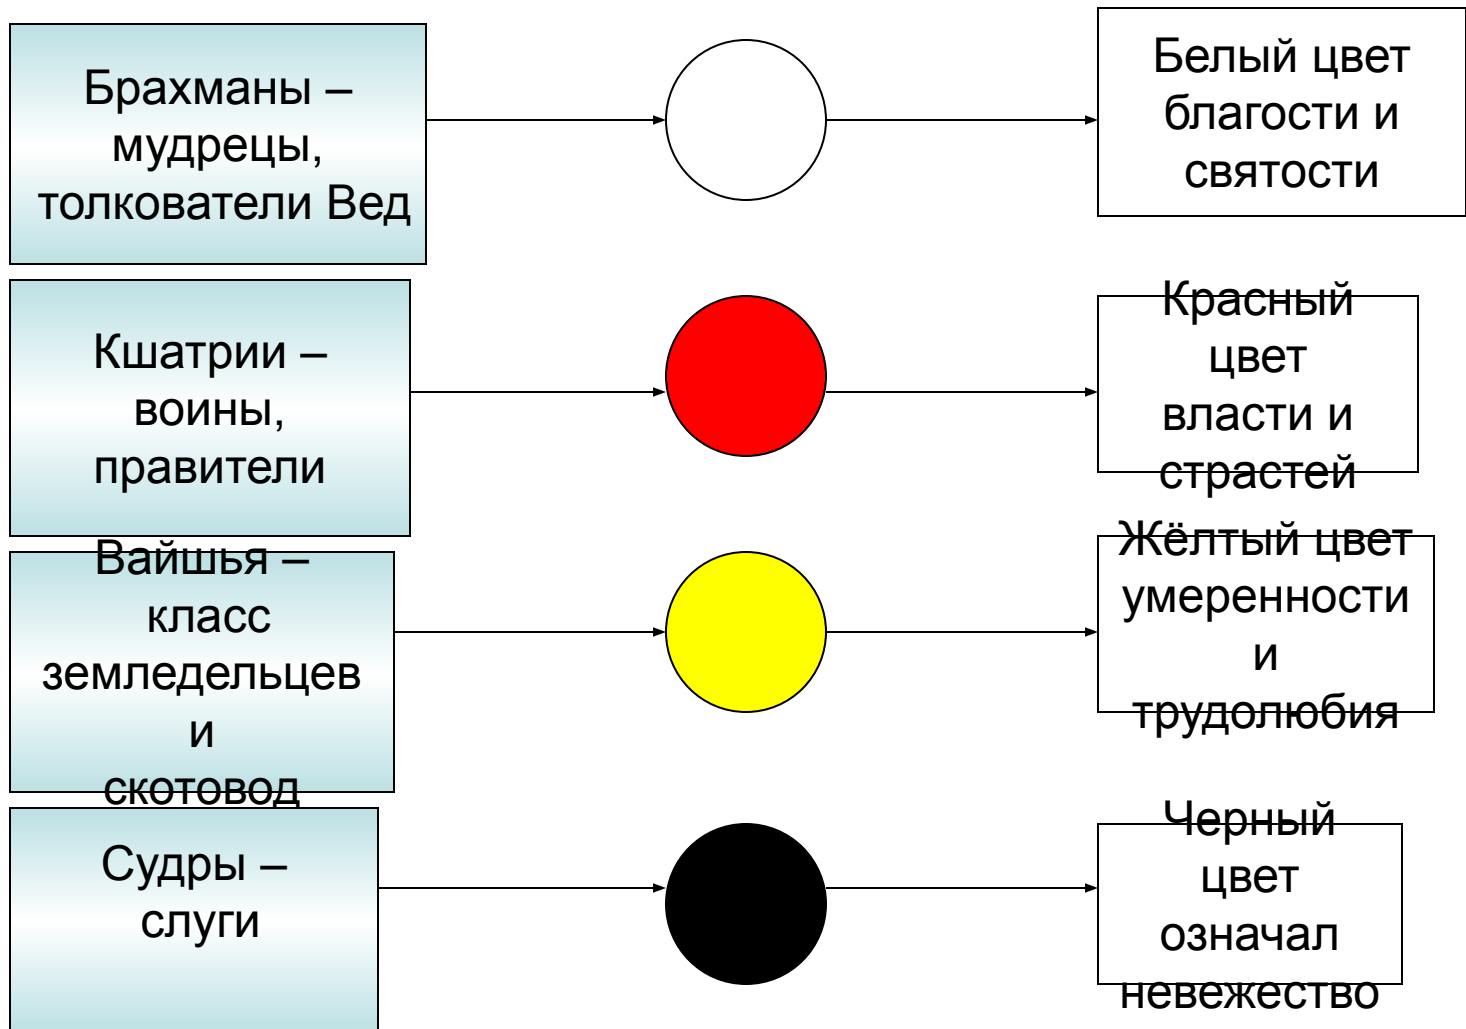 Брахманы –
мудрецы,
толкователи Вед
Белый цвет
благости и
святости
Кшатрии –
воины,
правители
Красный
цвет
власти и
страстей
Вайшья –
класс
земледельцев
и
скотовод
Жёлтый цвет
умеренности
и
трудолюбия
Судры –
слуги
Черный
цвет
означал
невежество